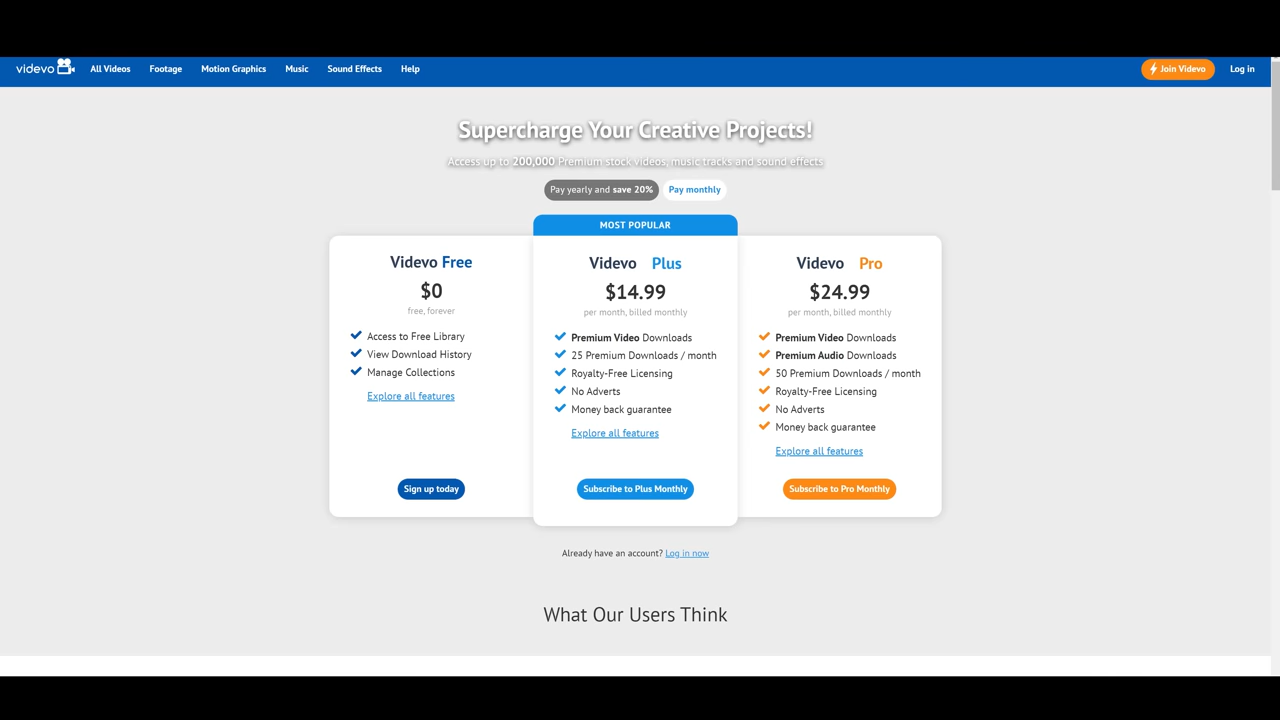 videvo
All Videos
Footage
Motion Graphics
Music
Sound Effects
Help
Join Videvo
Log in
Supercharge Your Creative Projects!
Access up to 200,000 Premium stock videos, music tracks and sound effects
Pay yearly and save 20%
Pay monthly
Videvo Free
$0
free, forever
Access to Free Library
View Download History
Manage Collections
Explore all features
Sign up today
MOST POPULAR
Videvo Plus
$14.99
per month, billed monthly
Premium Video Downloads
25 Premium Downloads / month
Royalty-Free Licensing
No Adverts
Money back guarantee
Explore all features
Subscribe to Plus Monthly
Videvo Pro
$24.99
per month, billed monthly
Premium Video Downloads
Premium Audio Downloads
50 Premium Downloads / month
Royalty-Free Licensing
No Adverts
Money back guarantee
Explore all features
Subscribe to Pro Monthly
Already have an account? Log in now
What Our Users Think